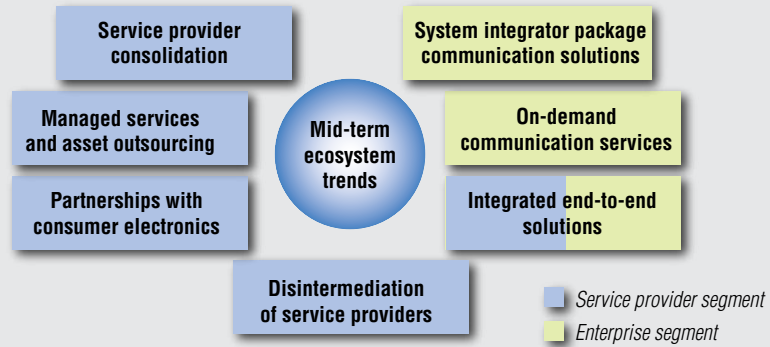 Service provider
consolidation
System integrator package
communication solutions
Managed services
and asset outsourcing
Mid-term
ecosystem
trends
On-demand
communication services
Partnerships with
consumer electronics
Integrated end-to-end
solutions
Disintermediation
of service providers
Service provider segment
Enterprise segment